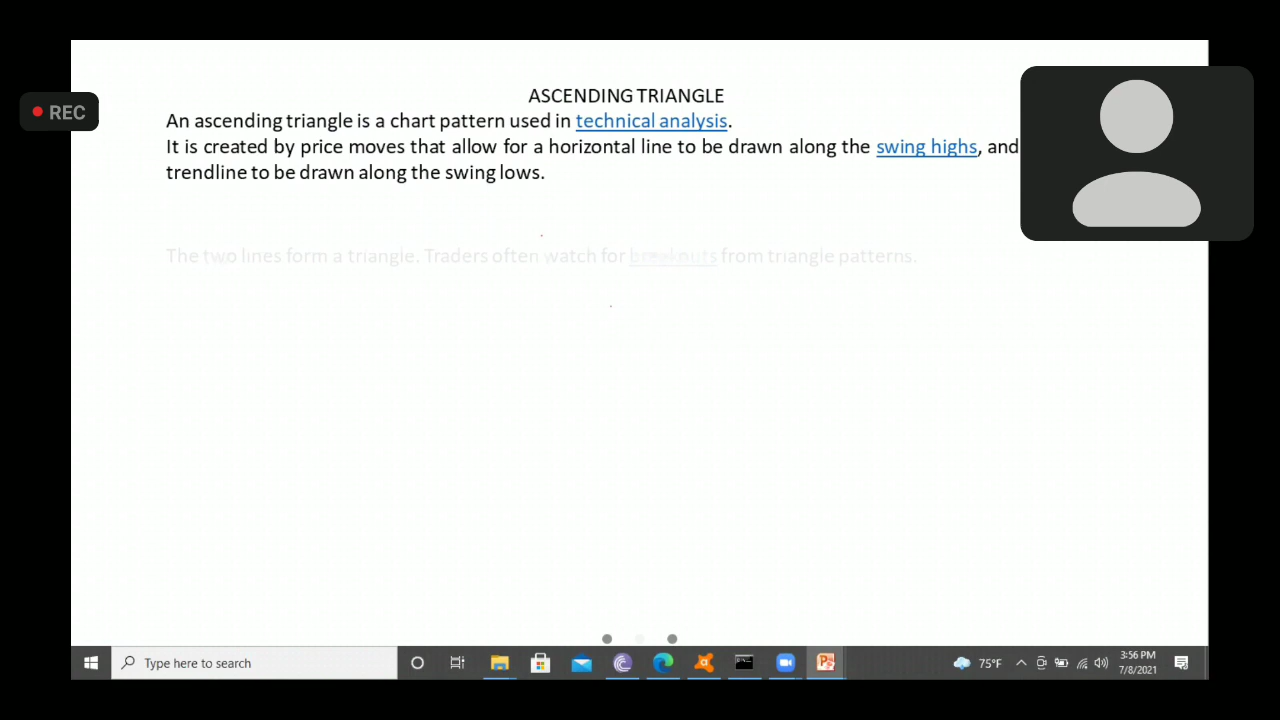 REC
ASCENDING TRIANGLE
An ascending triangle is a chart pattern used in technical analysis.
It is created by price moves that allow for a horizontal line to be drawn along the swing highs, and
trendline to be drawn along the swing lows.
The two lines form a triangle. Traders often watch for breakouts from triangle patterns.
Type here to search
75°F
3:56 PM
7/8/2021